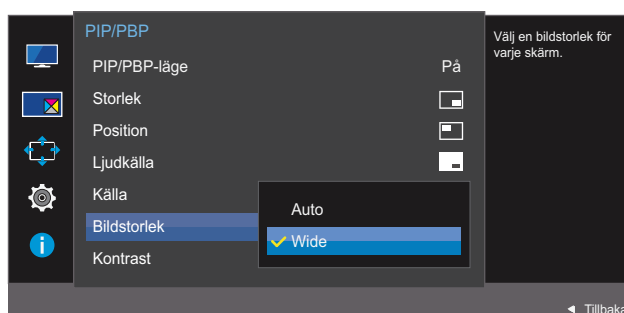 PIP/PBP
PIP/PBP-läge På
Storlek
Position
Ljudkälla
Källa
Bildstorlek
Kontrast
Auto
Wide
Välj en bildstorlek för
varje skärm.
Tillbaka